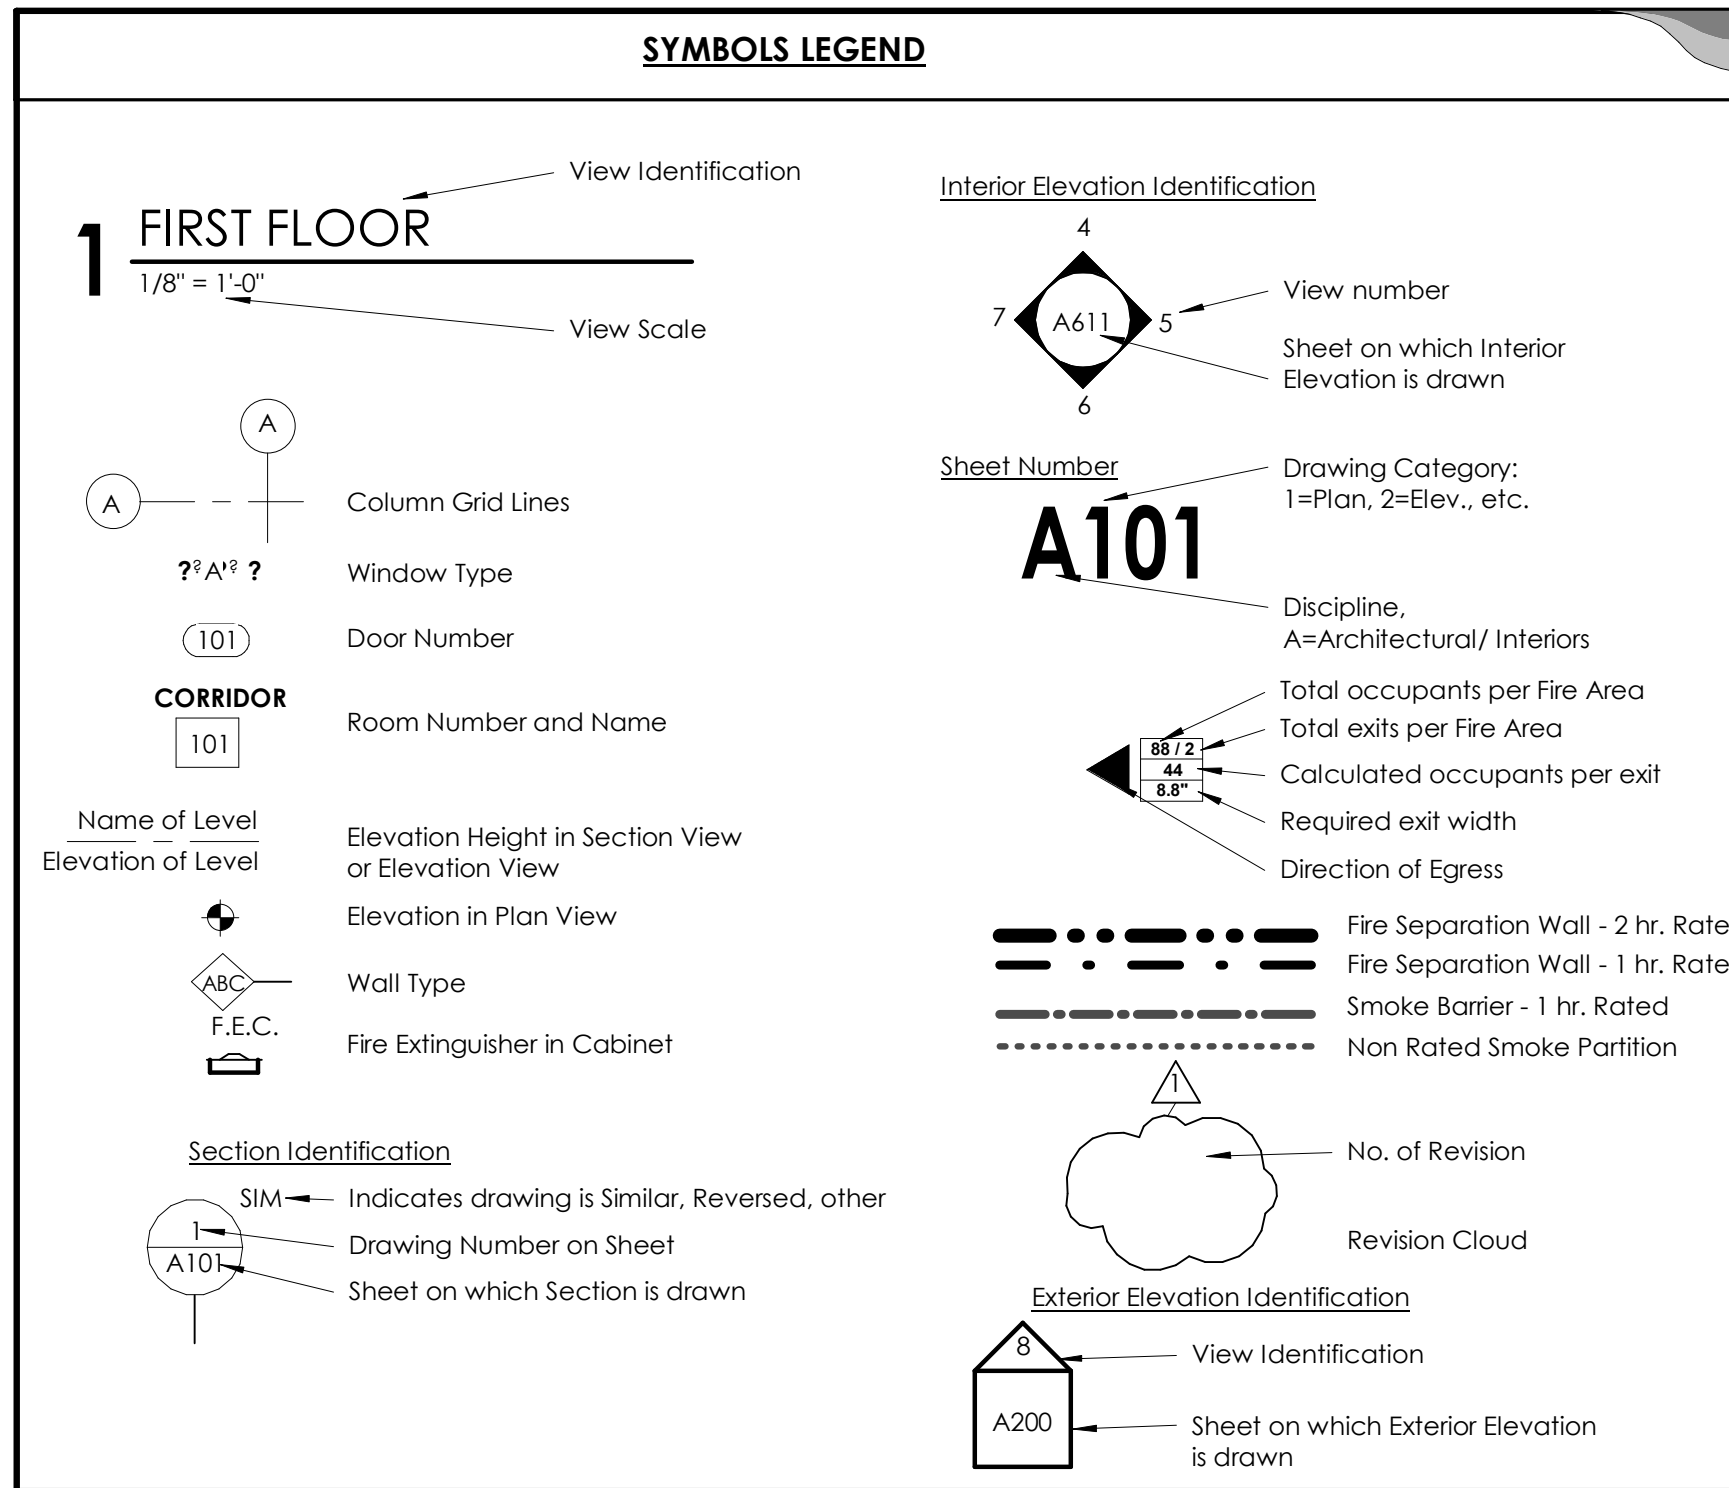 SYMBOLS LEGEND
View Identification
1 FIRST FLOOR
1/8" = 1'-0"
View Scale
A
A
Column Grid Lines
??A'? ?
Window Type
101
Door Number
CORRIDOR
101
Room Number and Name
Name of Level
Elevation of Level
Elevation Height in Section View
or Elevation View
Elevation in Plan View
ABC
Wall Type
F.E.C.
Fire Extinguisher in Cabinet
Section Identification
SIM
Indicates drawing is Similar, Reversed, other
1
Drawing Number on Sheet
A101
Sheet on which Section is drawn
Interior Elevation Identification
4
7
A611
5
6
View number
Sheet on which Interior
Elevation is drawn
Sheet Number
A101
Drawing Category:
1=Plan, 2=Elev., etc.
Discipline,
A=Architectural/ Interiors
88 / 2
44
8.8"
Total occupants per Fire Area
Total exits per Fire Area
Calculated occupants per exit
Required exit width
Direction of Egress
Fire Separation Wall - 2 hr. Rate
Fire Separation Wall - 1 hr. Rate
Smoke Barrier - 1 hr. Rated
Non Rated Smoke Partition
1
No. of Revision
Revision Cloud
Exterior Elevation Identification
8
View Identification
A200
Sheet on which Exterior Elevation
is drawn